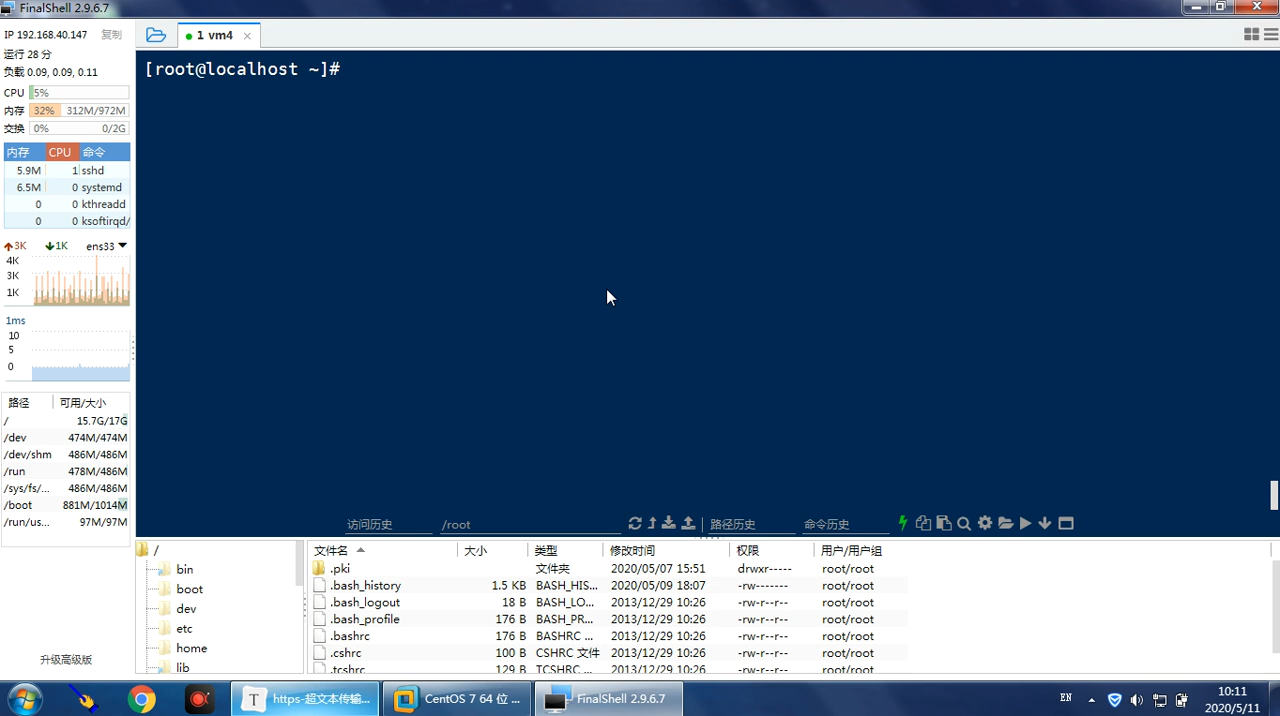 FinalShell 2.9.6.7
IP 192.168.40.147 复制
运行 28 分
负载 0.09, 0.09, 0.11
CPU 5%
内存 32% 312M/972M
交换 0% 0/2G
内存 CPU 命令
5.9M 1 sshd
6.5M 0 systemd
0 0 kthreadd
0 0 ksoftirqd/
3K 1K ens33
4K
3K
1K
1ms
10
5
0
路径 可用/大小
/ 15.7G/17G
/dev 474M/474M
/dev/shm 486M/486M
/run 478M/486M
/sys/fs/... 486M/486M
/boot 881M/1014M
/run/us... 97M/97M
升级高级版
1 vm4
[root@localhost ~]#
访问历史 /root 路径历史 命令历史
/
bin
boot
dev
etc
home
lib
文件名 大小 类型 修改时间 权限 用户/用户组
.pki 文件夹 2020/05/07 15:51 drwxr----- root/root
.bash_history 1.5 KB BASH_HIS... 2020/05/09 18:07 -rw------- root/root
.bash_logout 18 B BASH_LO... 2013/12/29 10:26 -rw-r--r-- root/root
.bash_profile 176 B BASH_PR... 2013/12/29 10:26 -rw-r--r-- root/root
.bashrc 176 B BASHRC ... 2013/12/29 10:26 -rw-r--r-- root/root
.cshrc 100 B CSHRC 文件 2013/12/29 10:26 -rw-r--r-- root/root
.tcshrc 129 B TCSHRC ... 2013/12/29 10:26 -rw-r--r-- root/root
T https-超文本传输...
CentOS 7 64 位 ...
FinalShell 2.9.6.7
EN
10:11
2020/5/11